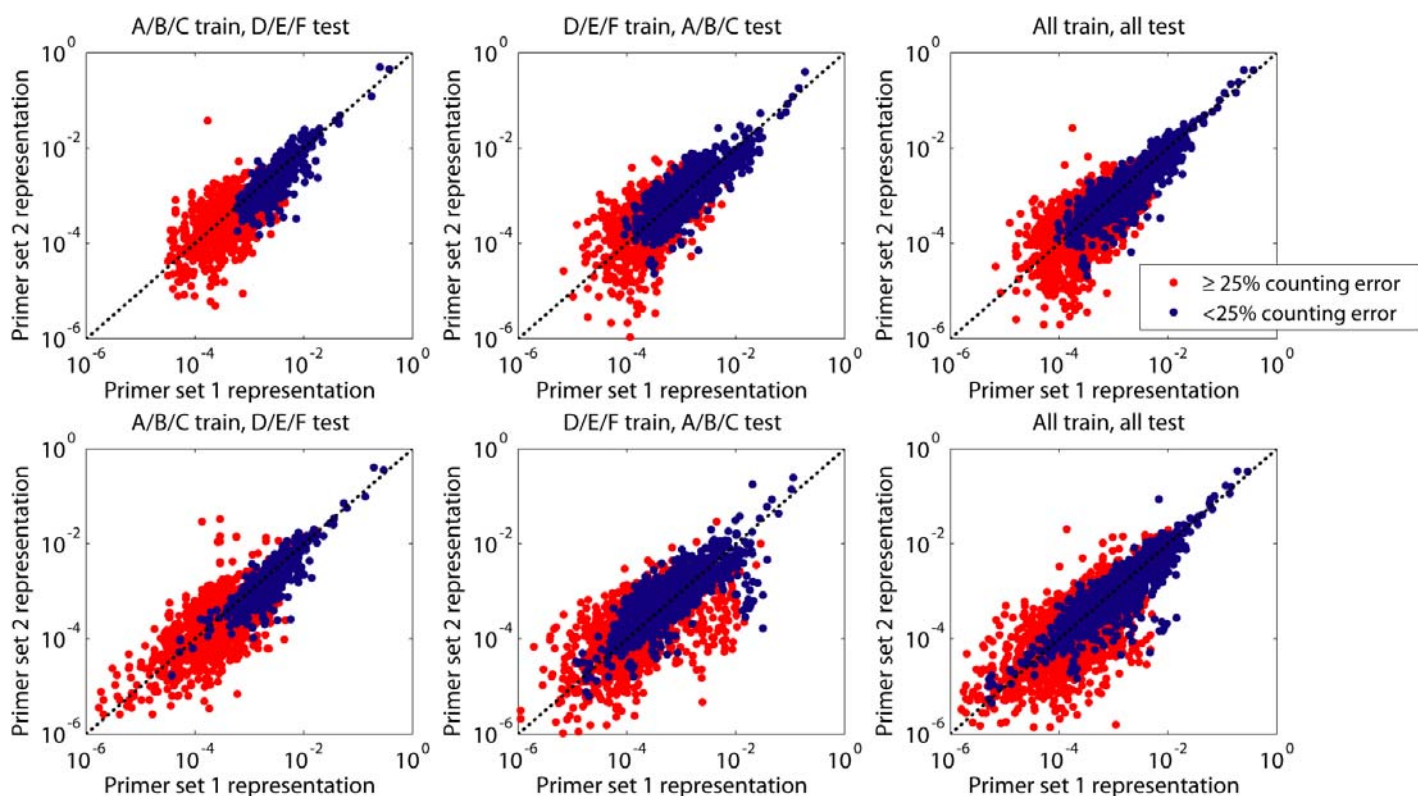 A/B/C train, D/E/F test
D/E/F train, A/B/C test
All train, all test
Primer set 2 representation
10^0
10^-2
10^-4
10^-6
10^-6 10^-4 10^-2 10^0
Primer set 1 representation
Primer set 2 representation
10^0
10^-2
10^-4
10^-6
10^-6 10^-4 10^-2 10^0
Primer set 1 representation
Primer set 2 representation
10^0
10^-2
10^-4
10^-6
10^-6 10^-4 10^-2 10^0
Primer set 1 representation
≥ 25% counting error
<25% counting error
A/B/C train, D/E/F test
D/E/F train, A/B/C test
All train, all test
Primer set 2 representation
10^0
10^-2
10^-4
10^-6
10^-6 10^-4 10^-2 10^0
Primer set 1 representation
Primer set 2 representation
10^0
10^-2
10^-4
10^-6
10^-6 10^-4 10^-2 10^0
Primer set 1 representation
Primer set 2 representation
10^0
10^-2
10^-4
10^-6
10^-6 10^-4 10^-2 10^0
Primer set 1 representation